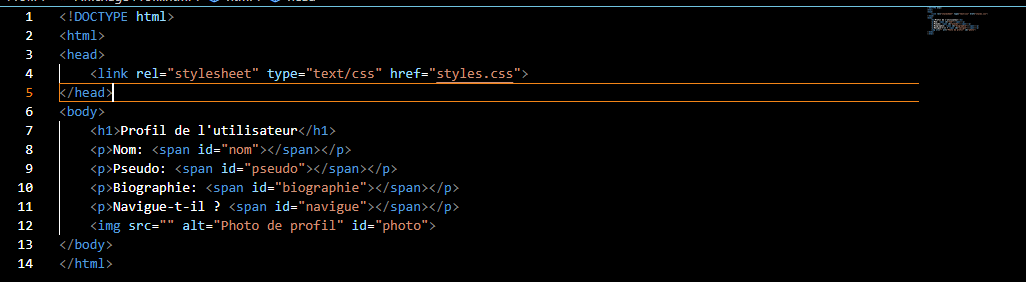 1 <!DOCTYPE html>
2 <html>
3 <head>
4 <link rel="stylesheet" type="text/css" href="styles.css">
5 </head>
6 <body>
7 <h1>Profil de l'utilisateur</h1>
8 <p>Nom: <span id="nom"></span></p>
9 <p>Pseudo: <span id="pseudo"></span></p>
10 <p>Biographie: <span id="biographie"></span></p>
11 <p>Navigue-t-il ? <span id="navigue"></span></p>
12 <img src="" alt="Photo de profil" id="photo">
13 </body>
14 </html>